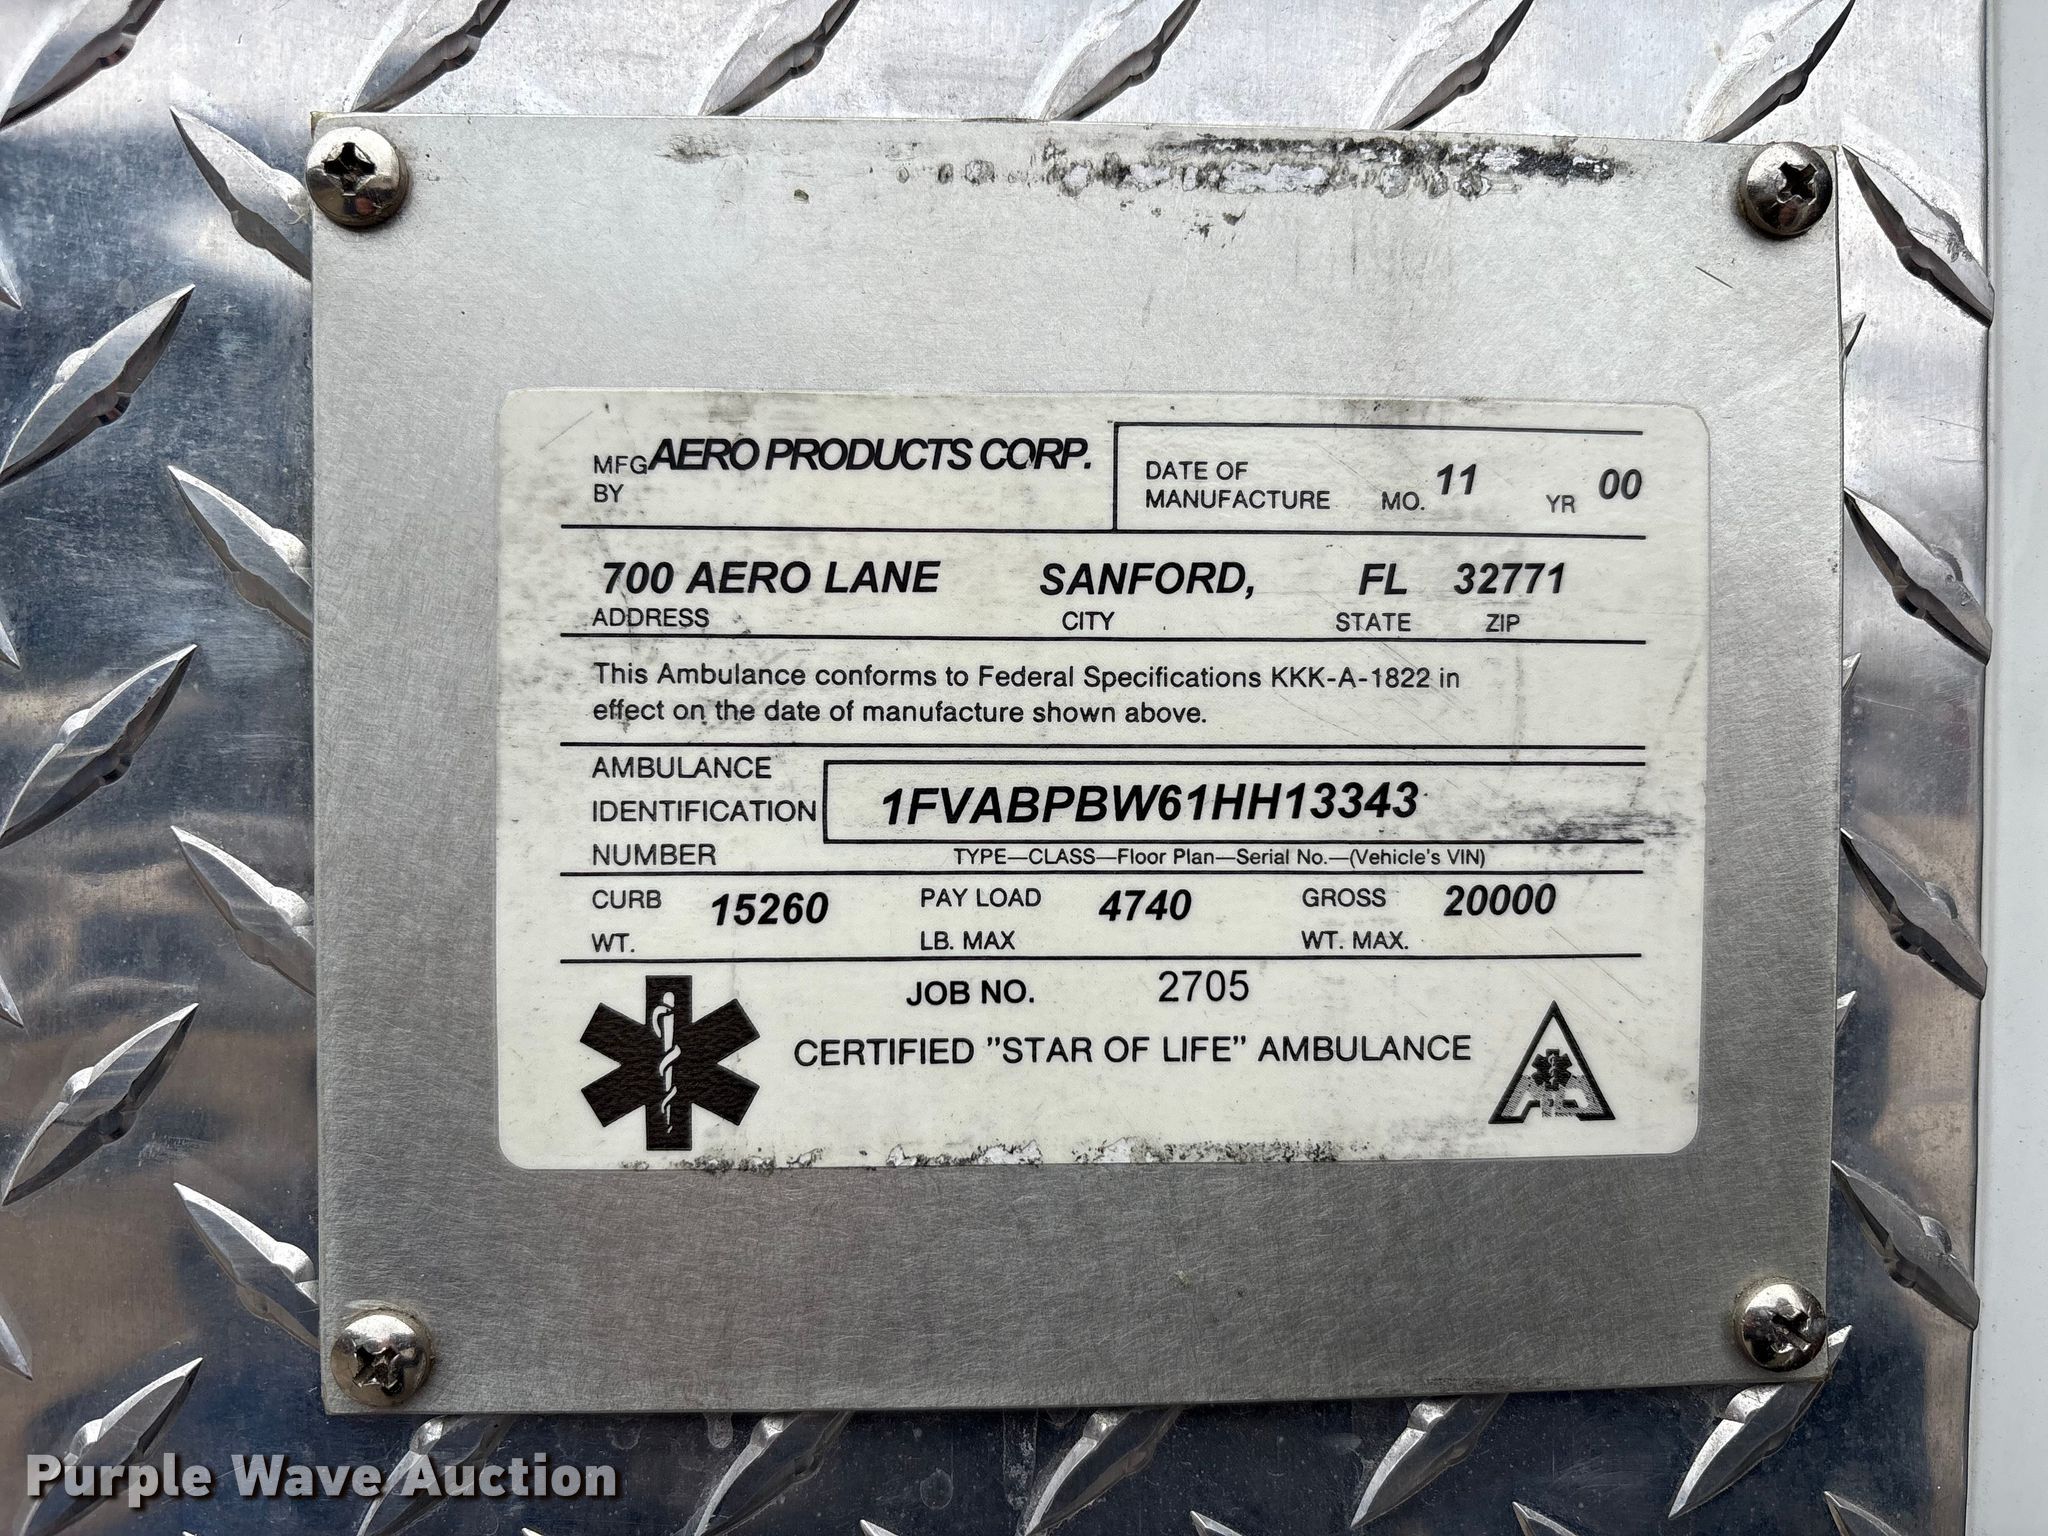 MFG BY AERO PRODUCTS CORP.
DATE OF MANUFACTURE MO. 11 YR 00
700 AERO LANE SANFORD, FL 32771
ADDRESS CITY STATE ZIP
This Ambulance conforms to Federal Specifications KKK-A-1822 in
effect on the date of manufacture shown above.
AMBULANCE
IDENTIFICATION 1FVABPBW61HH13343
NUMBER TYPE—CLASS—Floor Plan—Serial No.—(Vehicle's VIN)
CURB WT. 15260 PAY LOAD LB. MAX 4740 GROSS WT. MAX. 20000
JOB NO. 2705
CERTIFIED "STAR OF LIFE" AMBULANCE
Purple Wave Auction